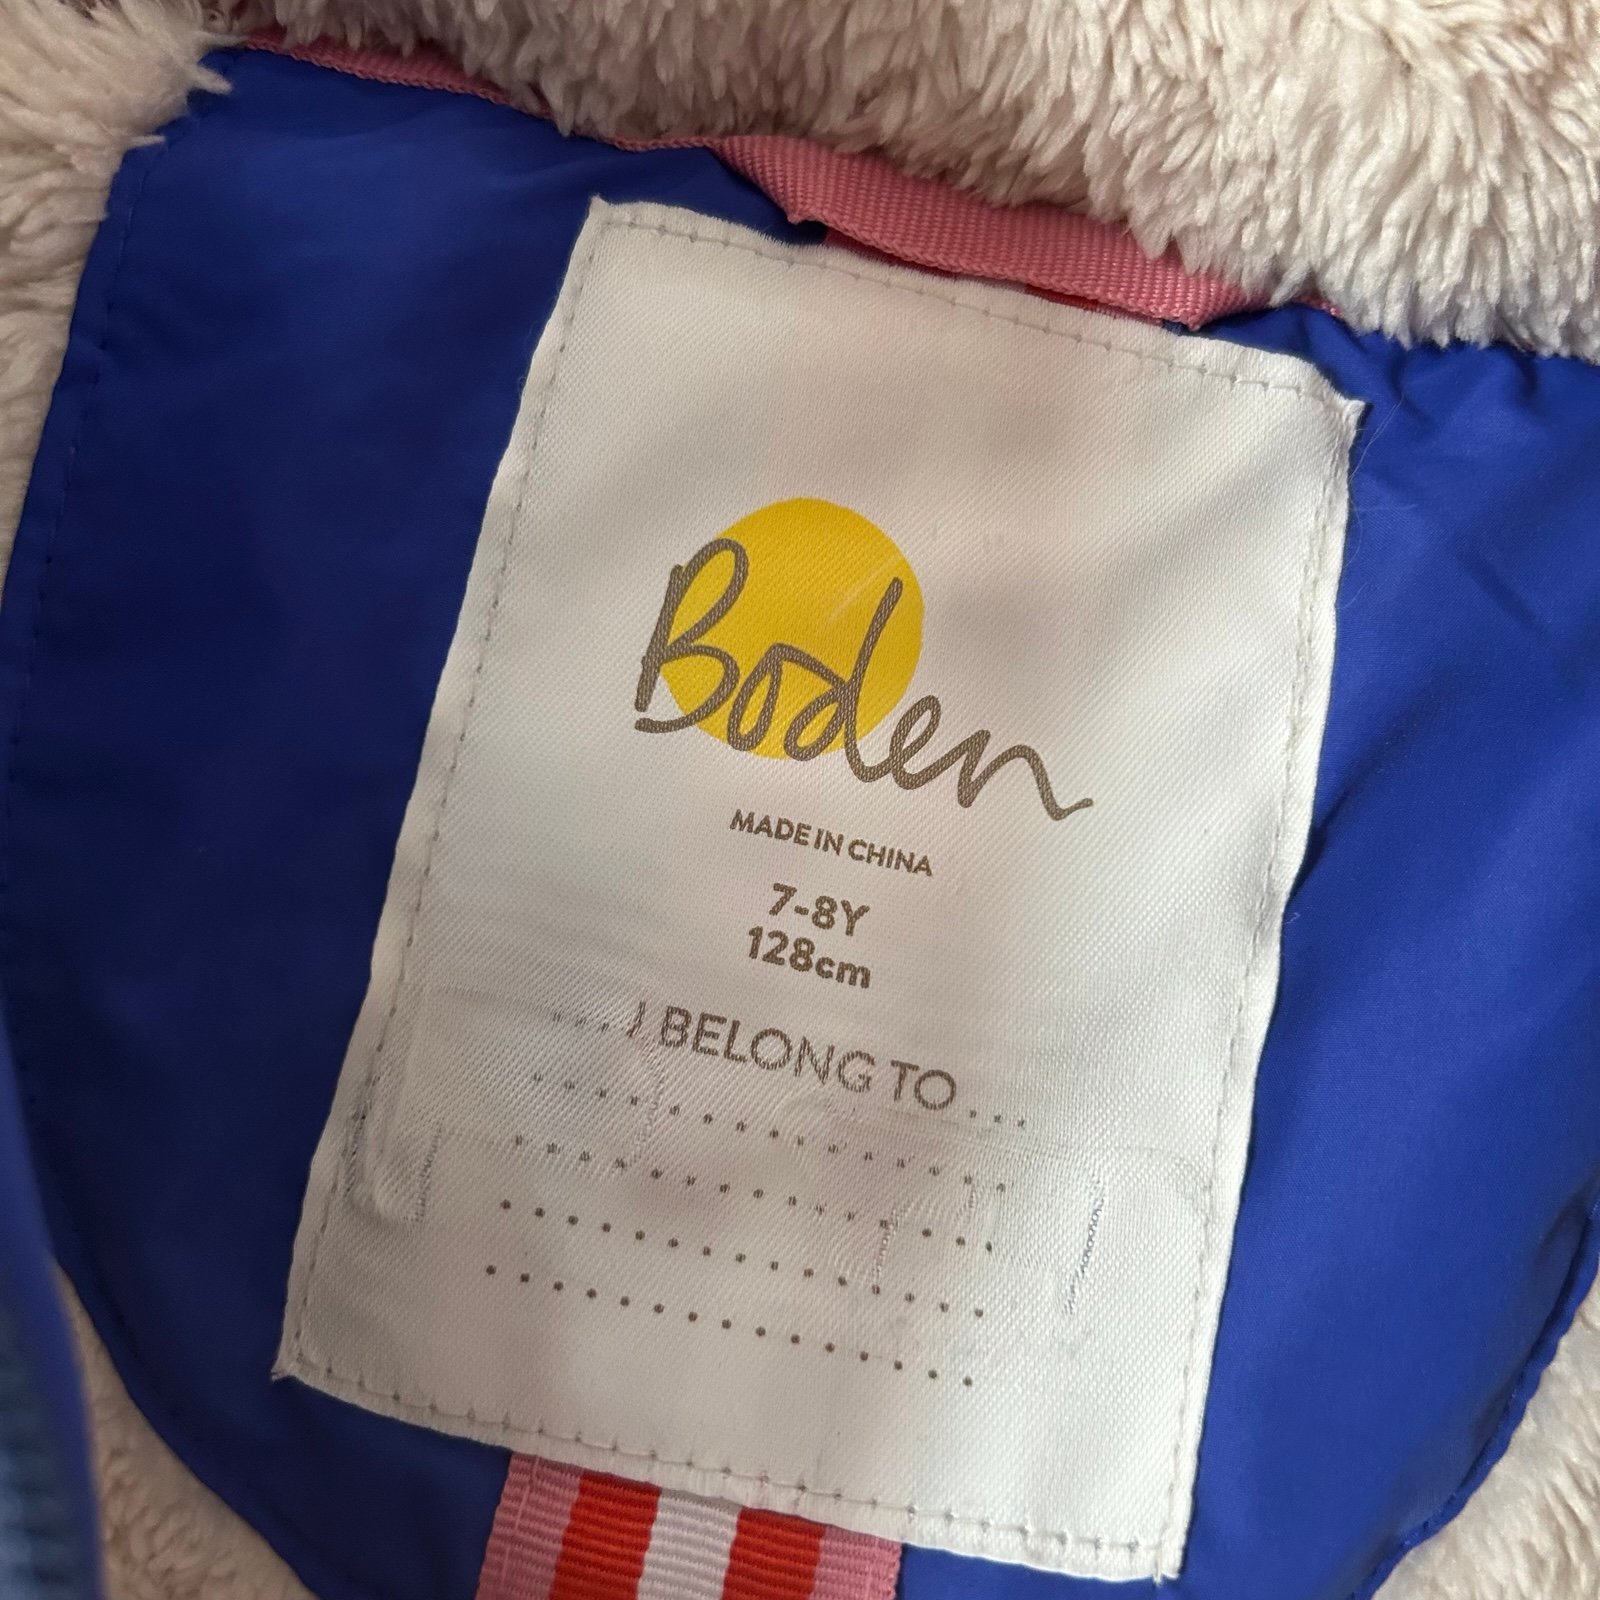 Boden
MADE IN CHINA
7-8Y
128cm
I BELONG TO...